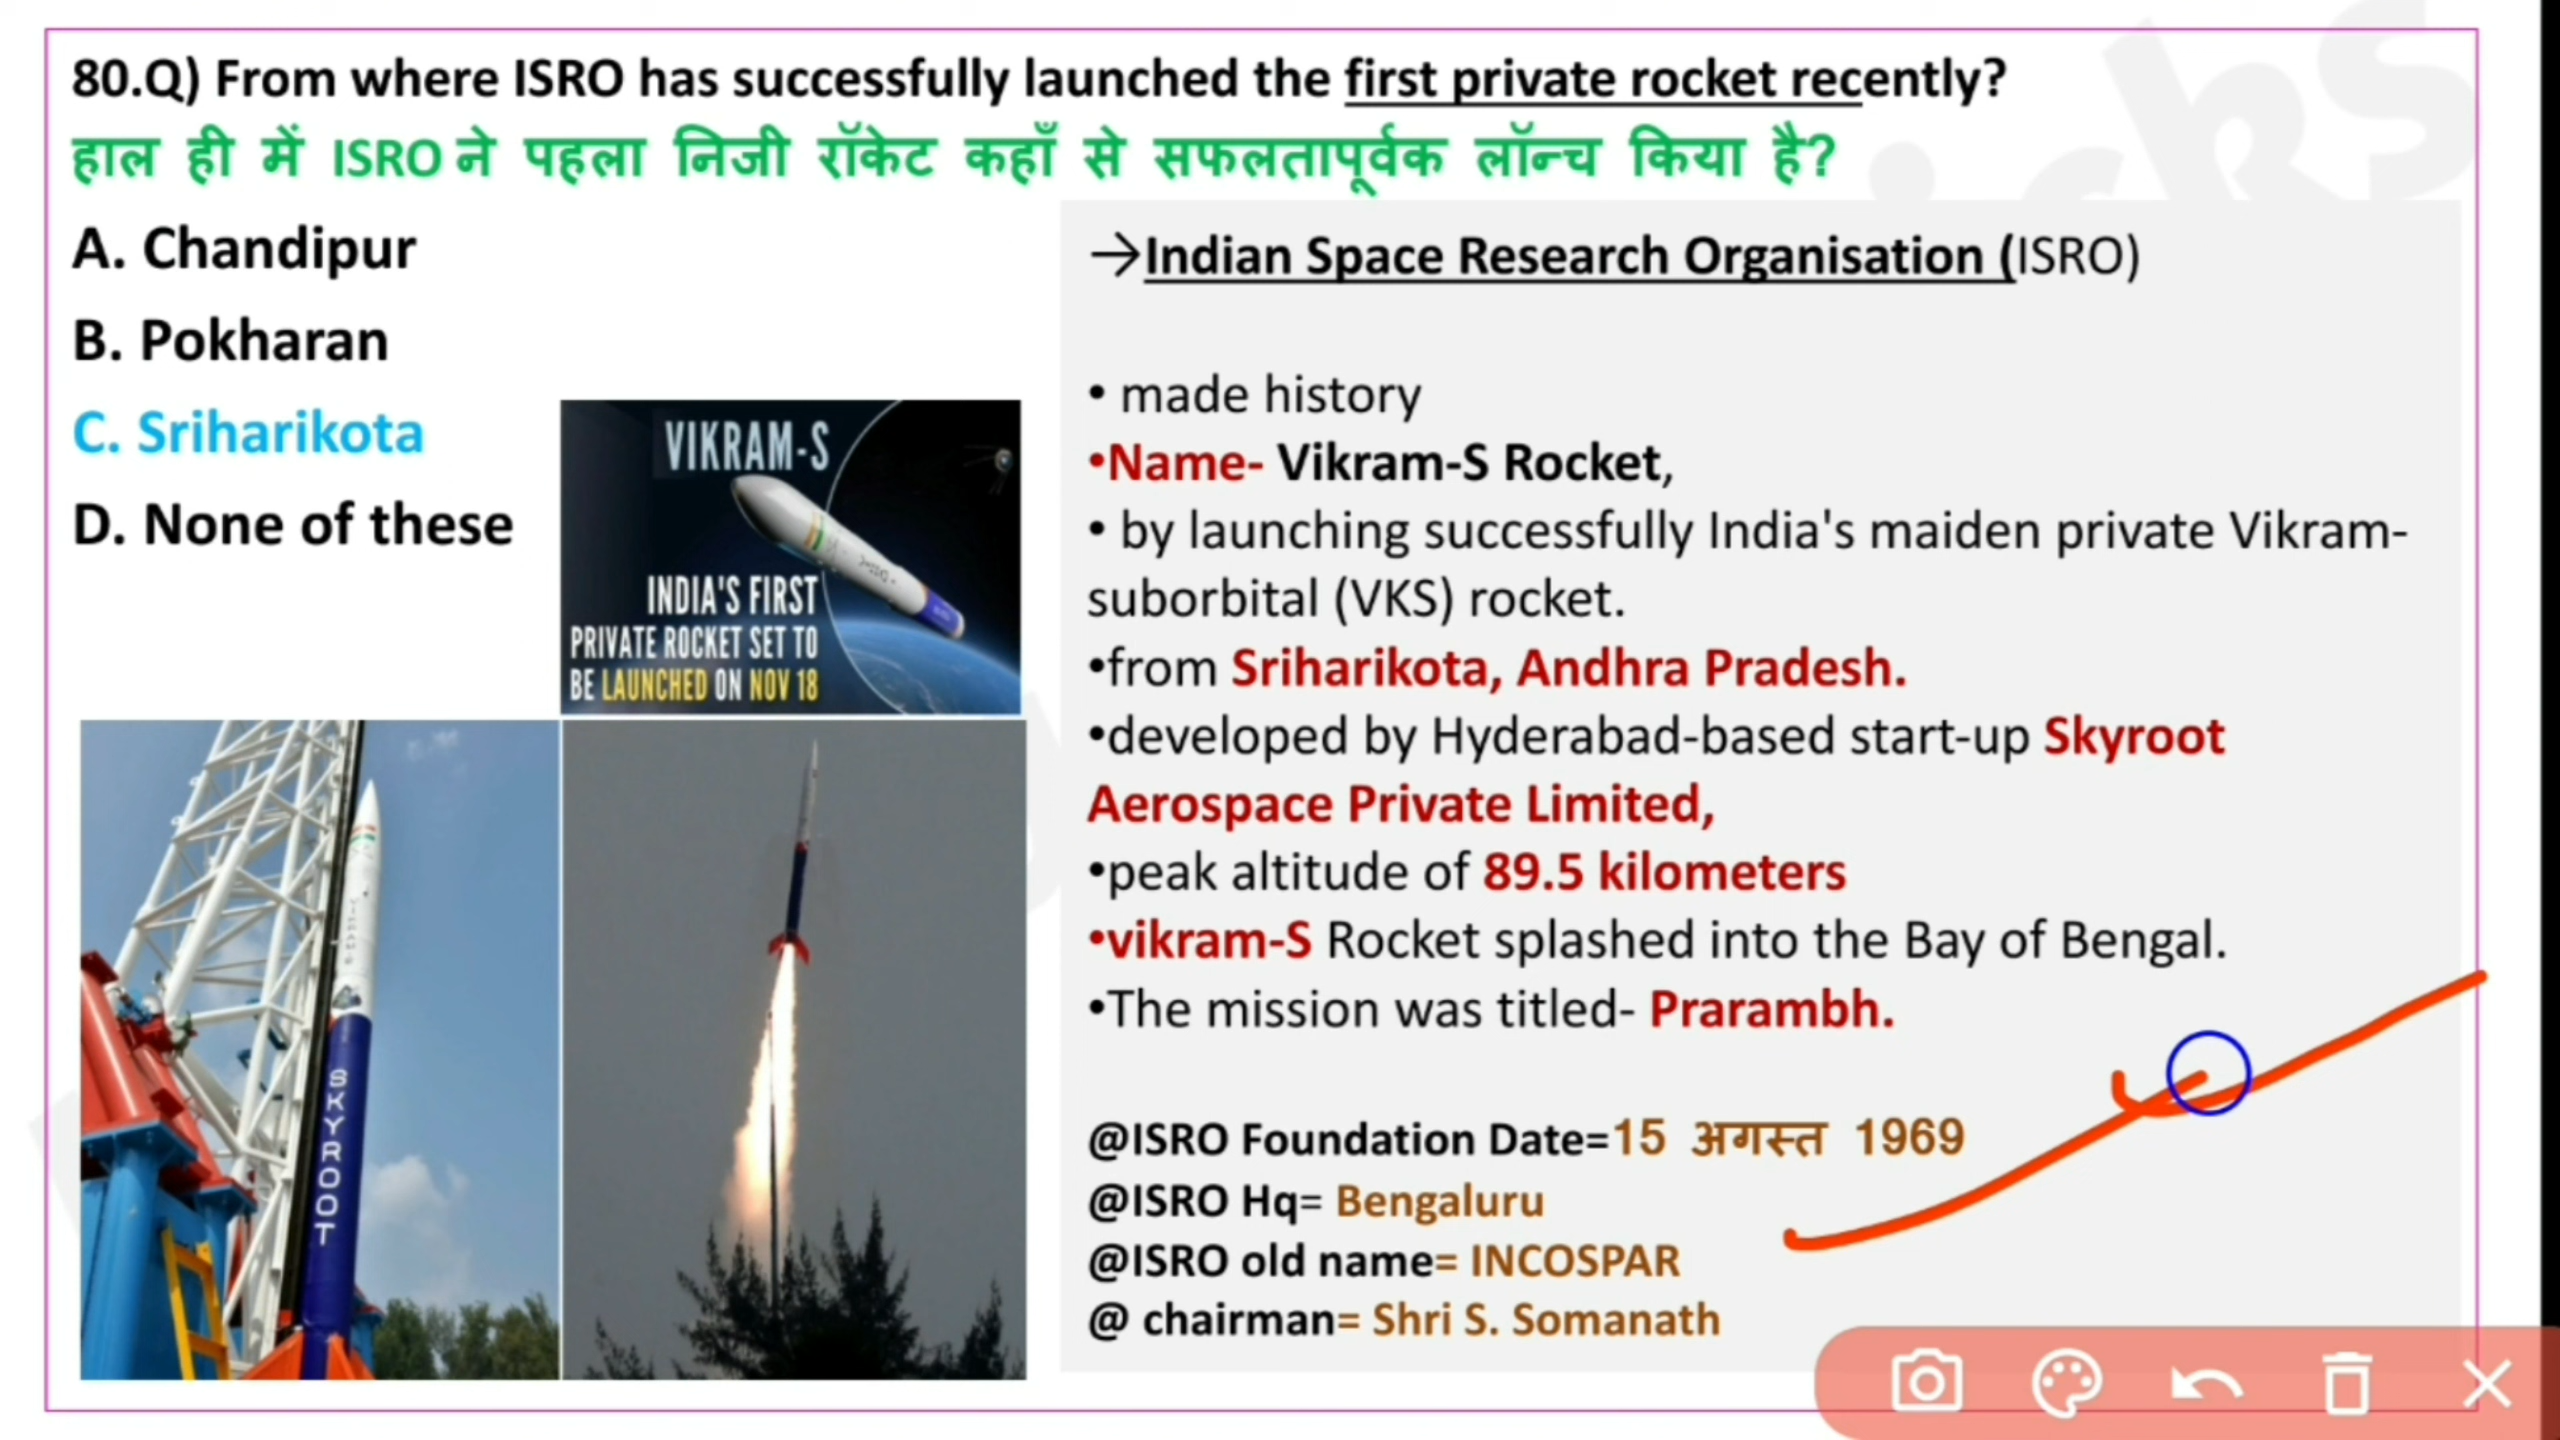 80.Q) From where ISRO has successfully launched the first private rocket recently?
हाल ही में ISRO ने पहला निजी रॉकेट कहाँ से सफलतापूर्वक लॉन्च किया है?
A. Chandipur
B. Pokharan
C. Sriharikota
D. None of these
VIKRAM-S
INDIA'S FIRST
PRIVATE ROCKET SET TO
BE LAUNCHED ON NOV 18
SKYROOT
→Indian Space Research Organisation (ISRO)
• made history
•Name- Vikram-S Rocket,
• by launching successfully India's maiden private Vikram-
suborbital (VKS) rocket.
•from Sriharikota, Andhra Pradesh.
•developed by Hyderabad-based start-up Skyroot
Aerospace Private Limited,
•peak altitude of 89.5 kilometers
•vikram-S Rocket splashed into the Bay of Bengal.
•The mission was titled- Prarambh.
@ISRO Foundation Date=15 अगस्त 1969
@ISRO Hq= Bengaluru
@ISRO old name= INCOSPAR
@ chairman= Shri S. Somanath